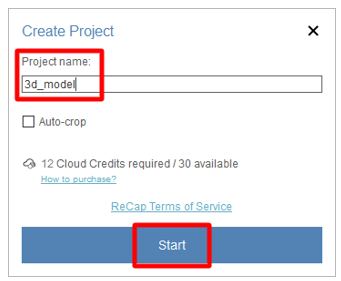 Create Project
Project name:
3d_model
Auto-crop
12 Cloud Credits required / 30 available
How to purchase?
ReCap Terms of Service
Start